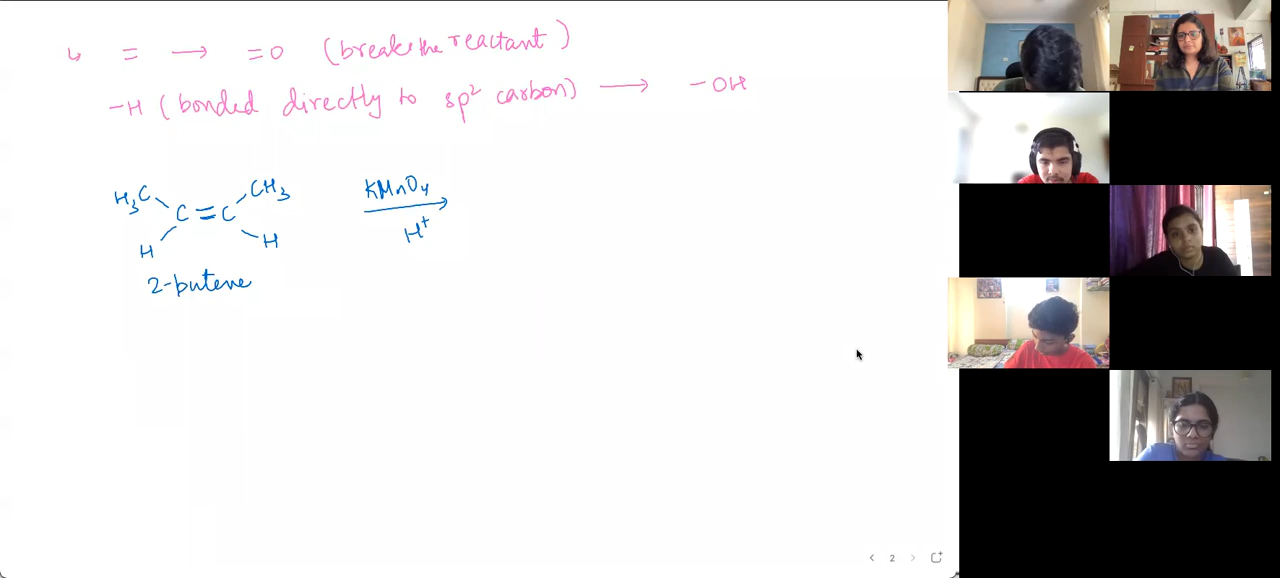 ↳ = → =O (break the reactant)
-H (bonded directly to sp² carbon) → -OH
H₃C CH₃
C=C
H H
KMnO₄
H⁺
2-butene
< 2 >